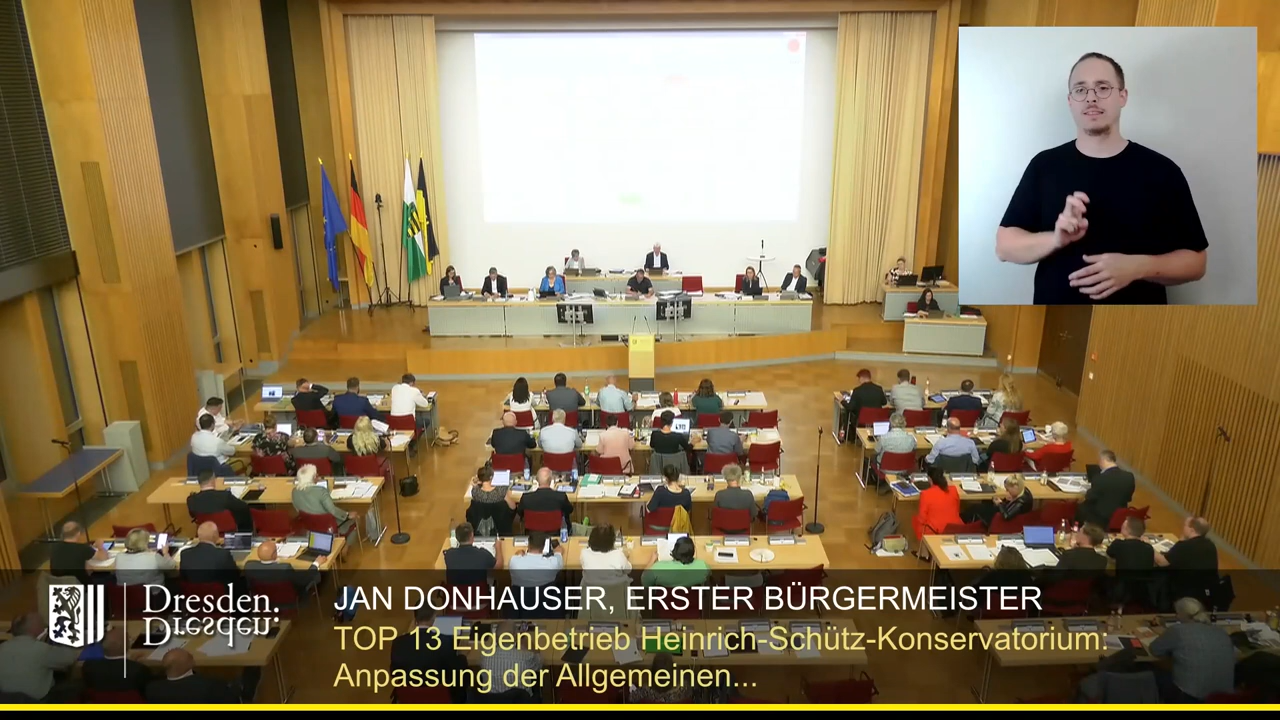 Dresden.
Dresden.
JAN DONHAUSER, ERSTER BÜRGERMEISTER
TOP 13 Eigenbetrieb Heinrich-Schütz-Konservatorium:
Anpassung der Allgemeinen...